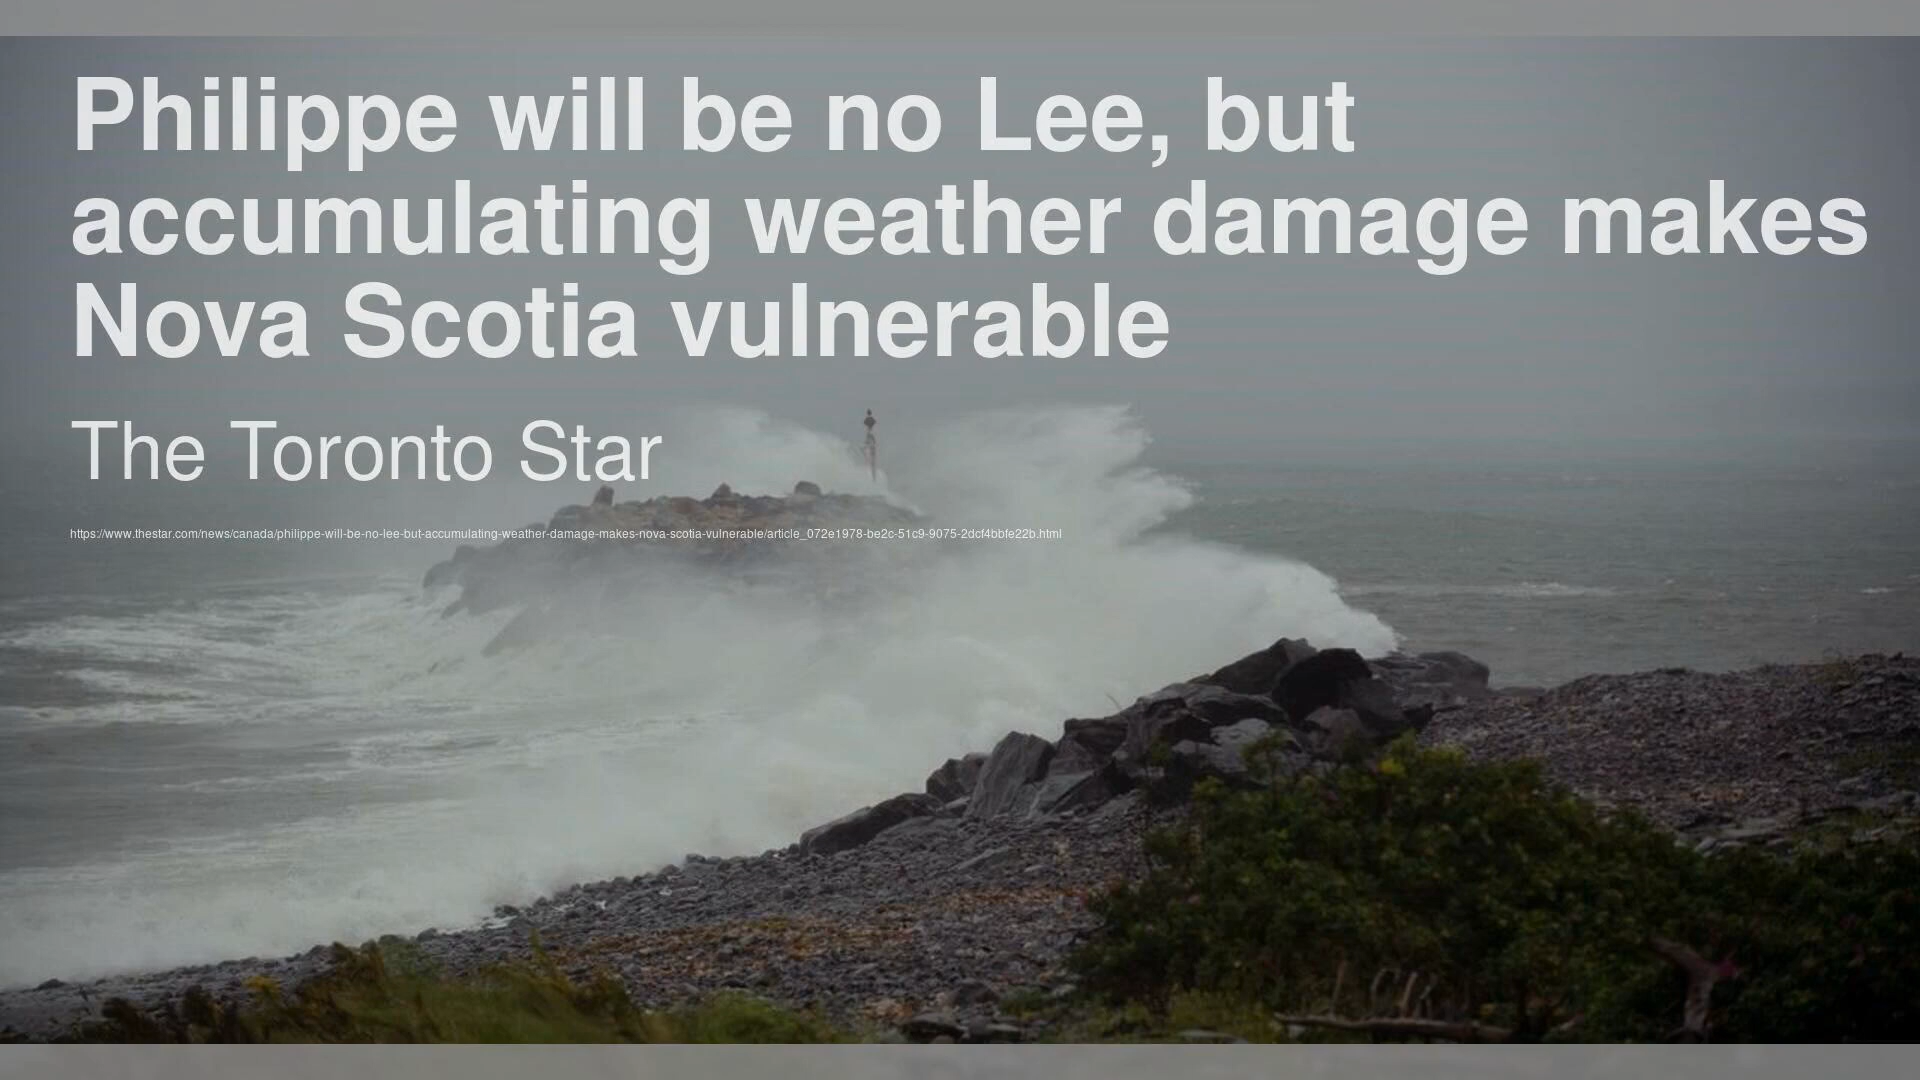 Philippe will be no Lee, but
accumulating weather damage makes
Nova Scotia vulnerable
The Toronto Star
https://www.thestar.com/news/canada/philippe-will-be-no-lee-but-accumulating-weather-damage-makes-nova-scotia-vulnerable/article_072e1978-be2c-51c9-9075-2dcf4bbfe22b.html